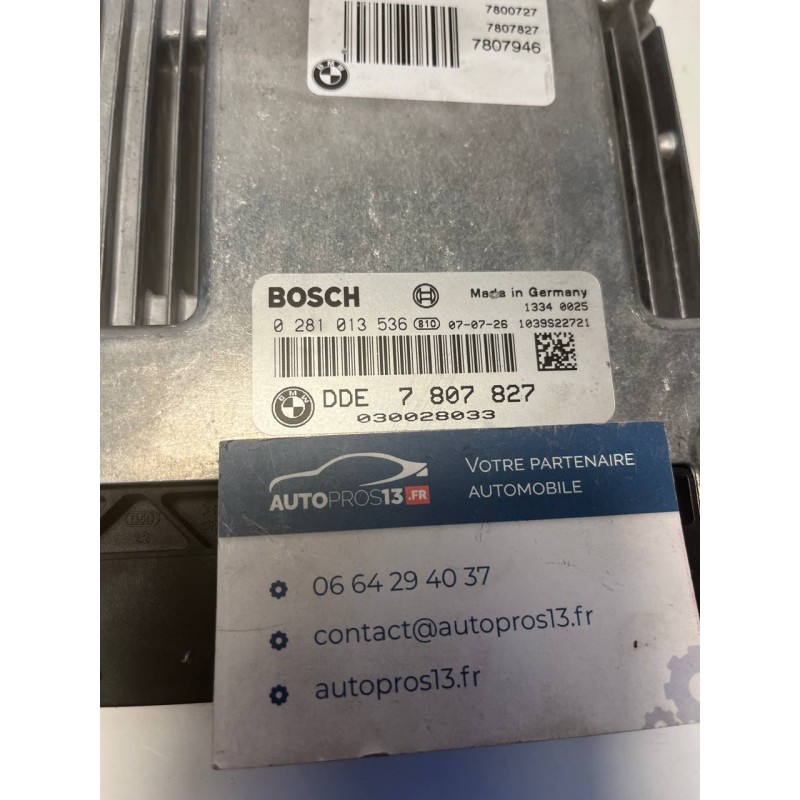 7800727
7807827
7807946
BMW
BOSCH
Made in Germany
1334 0025
0 281 013 536 810 07-07-26 1039S22721
BMW
DDE 7 807 827
030028033
AUTOPROS13.FR
VOTRE PARTENAIRE
AUTOMOBILE
06 64 29 40 37
contact@autopros13.fr
autopros13.fr